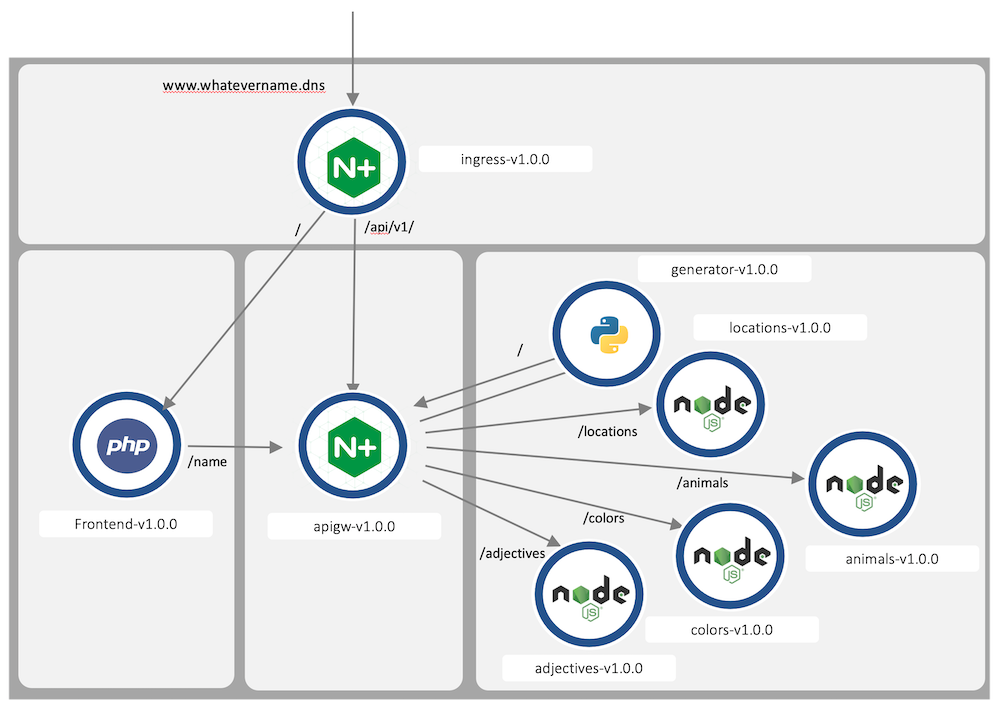 www.whatevername.dns
N+
ingress-v1.0.0
/
/api/v1/
generator-v1.0.0
locations-v1.0.0
/
node
JS
/locations
php
/name
N+
/animals
node
JS
Frontend-v1.0.0
apigw-v1.0.0
/colors
node
JS
animals-v1.0.0
/adjectives
node
JS
colors-v1.0.0
adjectives-v1.0.0